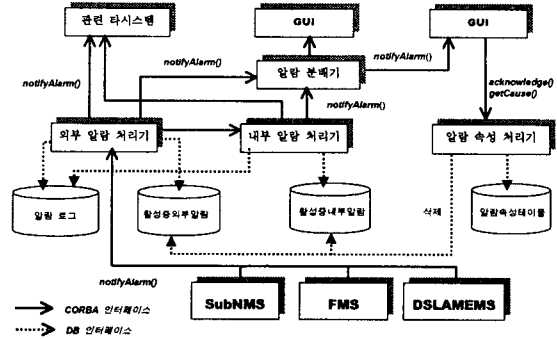 관련 타시스템
GUI
GUI
notifyAlarm()
notifyAlarm()
알람 분배기
notifyAlarm()
notifyAlarm()
acknowledge()
getCause()
외부 알람 처리기
내부 알람 처리기
알람 속성 처리기
알람 로그
활성중외부알람
활성중내부알람
삭제
알람속성테이블
notifyAlarm()
SubNMS
FMS
DSLAMEMS
CORBA 인터페이스
DB 인터페이스